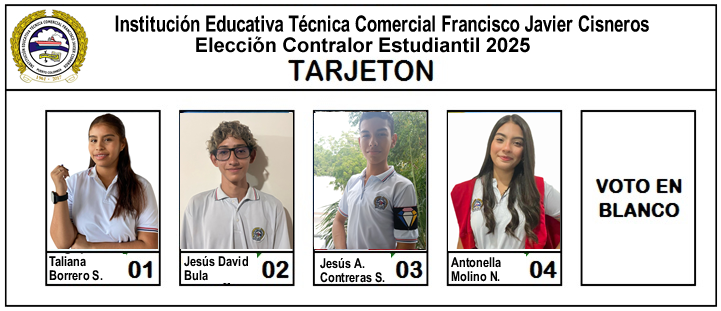 Institución Educativa Técnica Comercial Francisco Javier Cisneros
Elección Contralor Estudiantil 2025
TARJETON
Taliana
Borrero S.
01
Jesús David
Bula
02
Jesús A.
Contreras S.
03
Antonella
Molino N.
04
VOTO EN
BLANCO